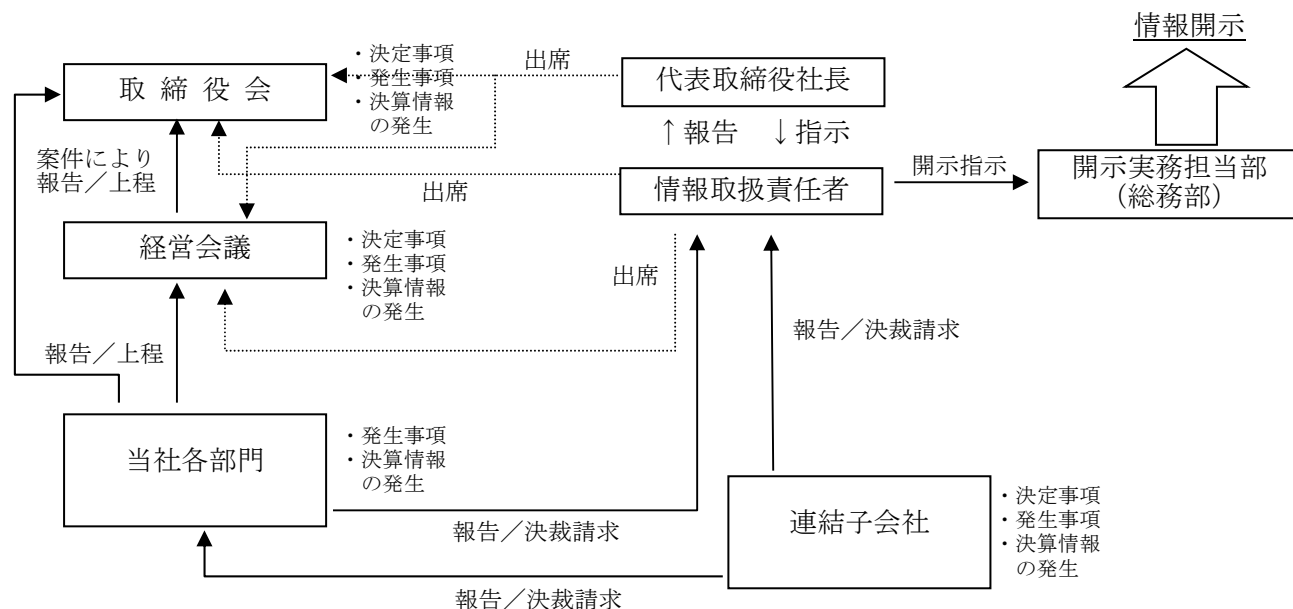 情報開示
・決定事項
・発生事項
・決算情報
の発生
出席
取 締 役 会
代表取締役社長
↑報告 ↓指示
案件により
報告／上程
出席
情報取扱責任者
開示指示
開示実務担当部
（総務部）
経営会議
・決定事項
・発生事項
・決算情報
の発生
出席
報告／決裁請求
報告／上程
当社各部門
・発生事項
・決算情報
の発生
報告／決裁請求
連結子会社
・決定事項
・発生事項
・決算情報
の発生
報告／決裁請求